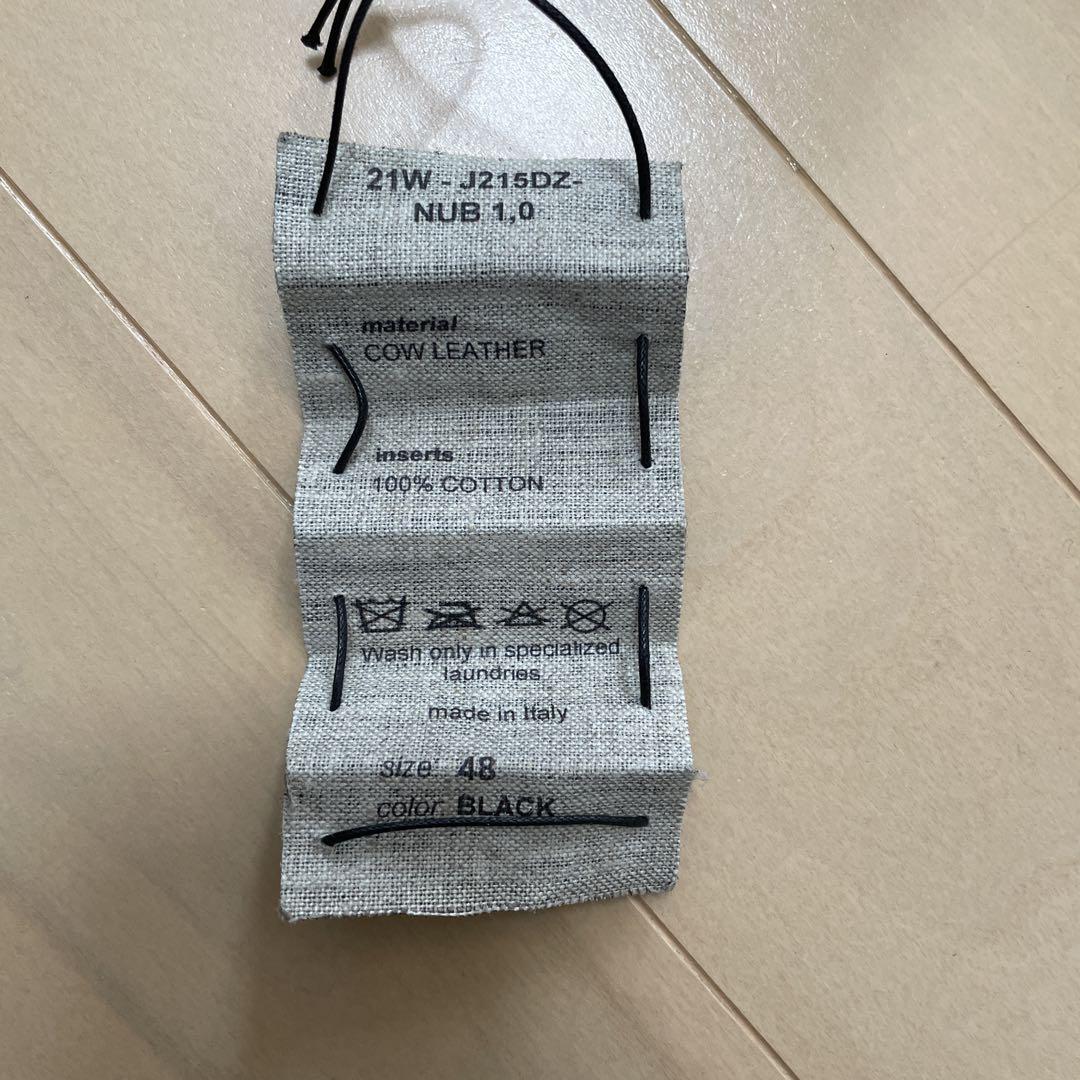 21W - J215DZ-
NUB 1,0
material
COW LEATHER
inserts
100% COTTON
Wash only in specialized
laundries
made in Italy
size 48
color BLACK